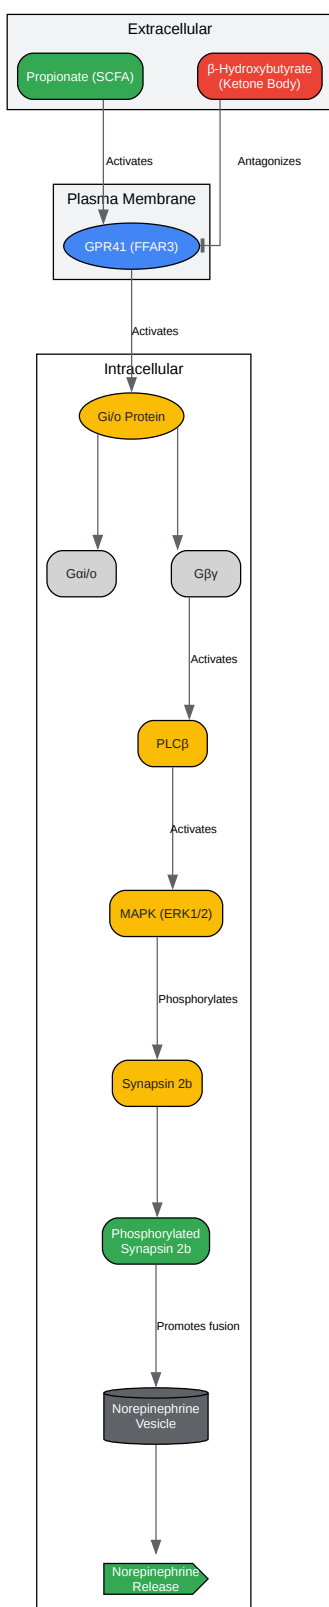 Extracellular
Propionate (SCFA)
β-Hydroxybutyrate
(Ketone Body)
Activates
Antagonizes
Plasma Membrane
GPR41 (FFAR3)
Activates
Intracellular
Gi/o Protein
Gαi/o
Gβγ
Activates
PLCβ
Activates
MAPK (ERK1/2)
Phosphorylates
Synapsin 2b
Phosphorylated
Synapsin 2b
Promotes fusion
Norepinephrine
Vesicle
Norepinephrine
Release